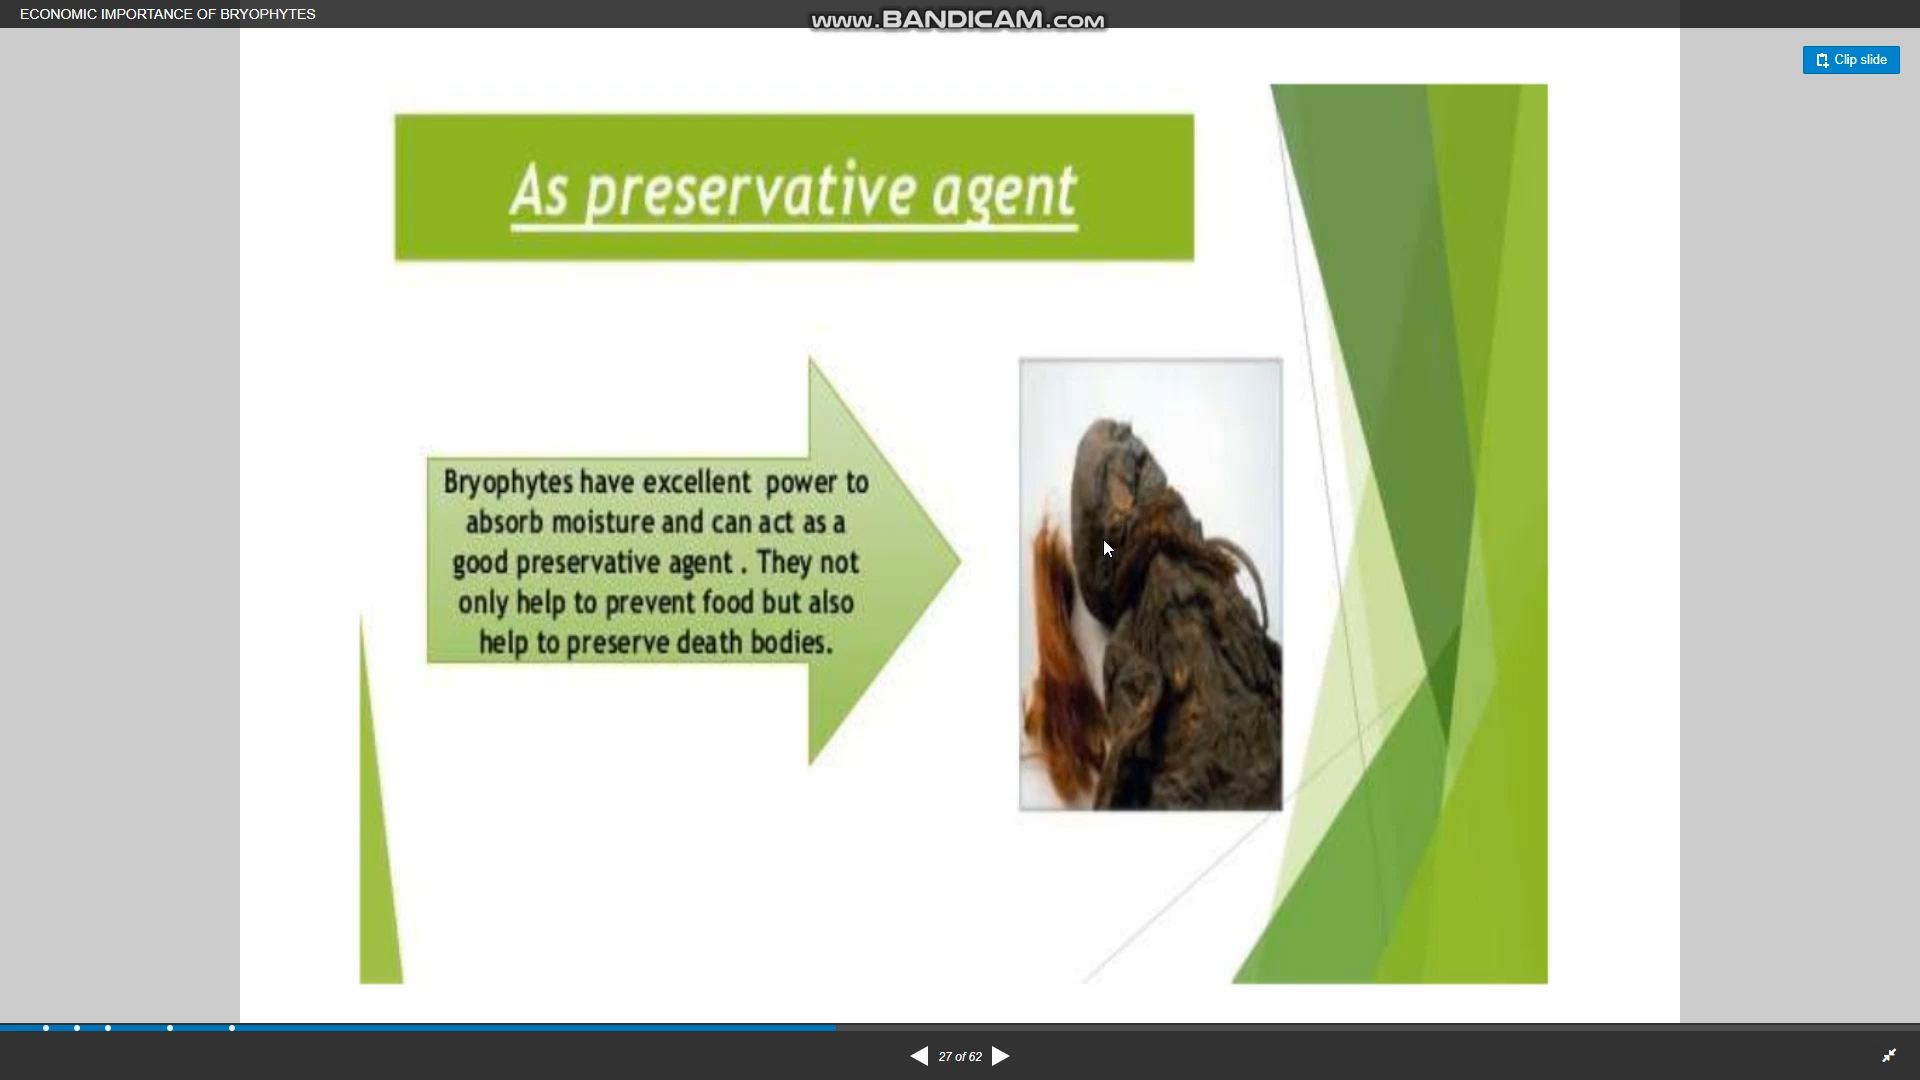 ECONOMIC IMPORTANCE OF BRYOPHYTES
www.BANDICAM.com
Clip slide
As preservative agent
Bryophytes have excellent power to
absorb moisture and can act as a
good preservative agent . They not
only help to prevent food but also
help to preserve death bodies.
27 of 62